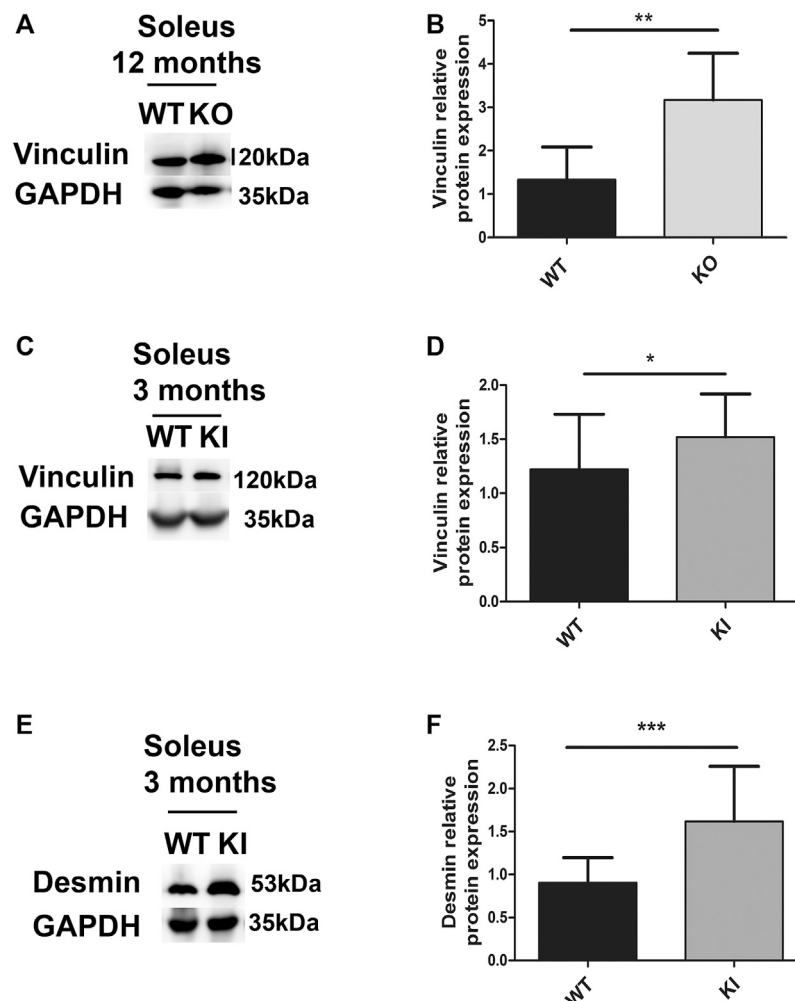 A
Soleus
12 months
WT KO
Vinculin 120kDa
GAPDH 35kDa
B
**
Vinculin relative
protein expression
5
4
3
2
1
0
WT
KO
C
Soleus
3 months
WT KI
Vinculin 120kDa
GAPDH 35kDa
D
*
Vinculin relative
protein expression
2.0
1.5
1.0
0.5
0.0
WT
KI
E
Soleus
3 months
WT KI
Desmin 53kDa
GAPDH 35kDa
F
***
Desmin relative
protein expression
2.5
2.0
1.5
1.0
0.5
0.0
WT
KI